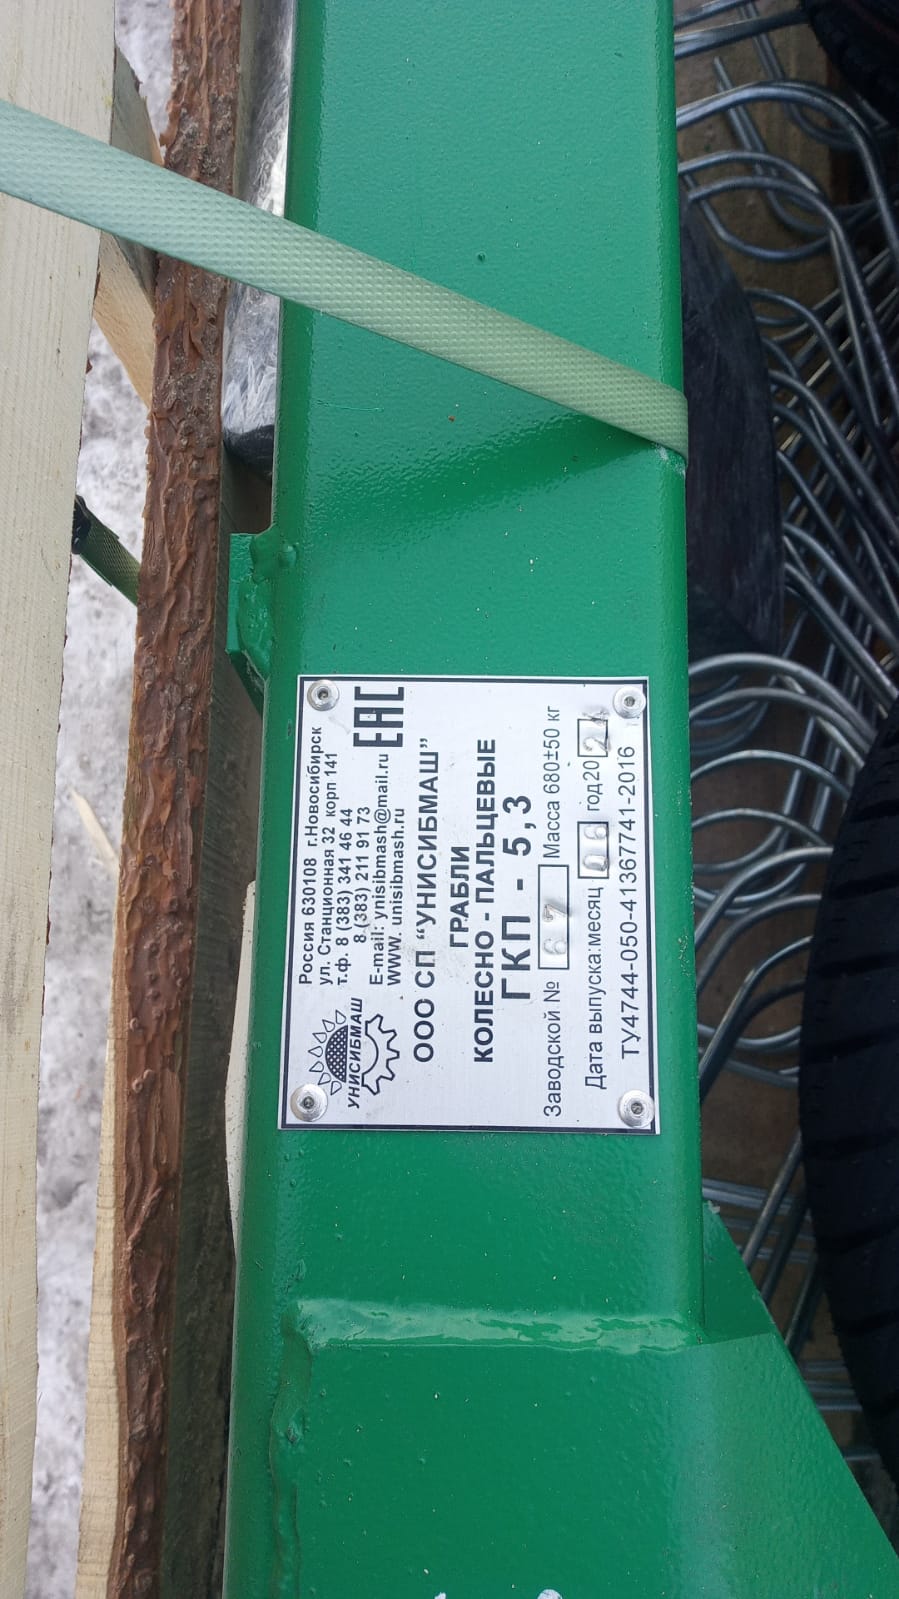 УНИСИБМАШ
Россия 630108 г.Новосибирск
ул. Станционная 32 корп 141
т.ф. 8 (383) 341 46 44
8 (383) 211 91 73
E-mail: ynisibmash@mail.ru
www. unisibmash.ru
ЕАС
ООО СП “УНИСИБМАШ”
ГРАБЛИ
КОЛЕСНО - ПАЛЬЦЕВЫЕ
ГКП - 5,3
Заводской № 67 Масса 680±50 кг
Дата выпуска:месяц 06 год20 24
ТУ4744-050-41367741-2016